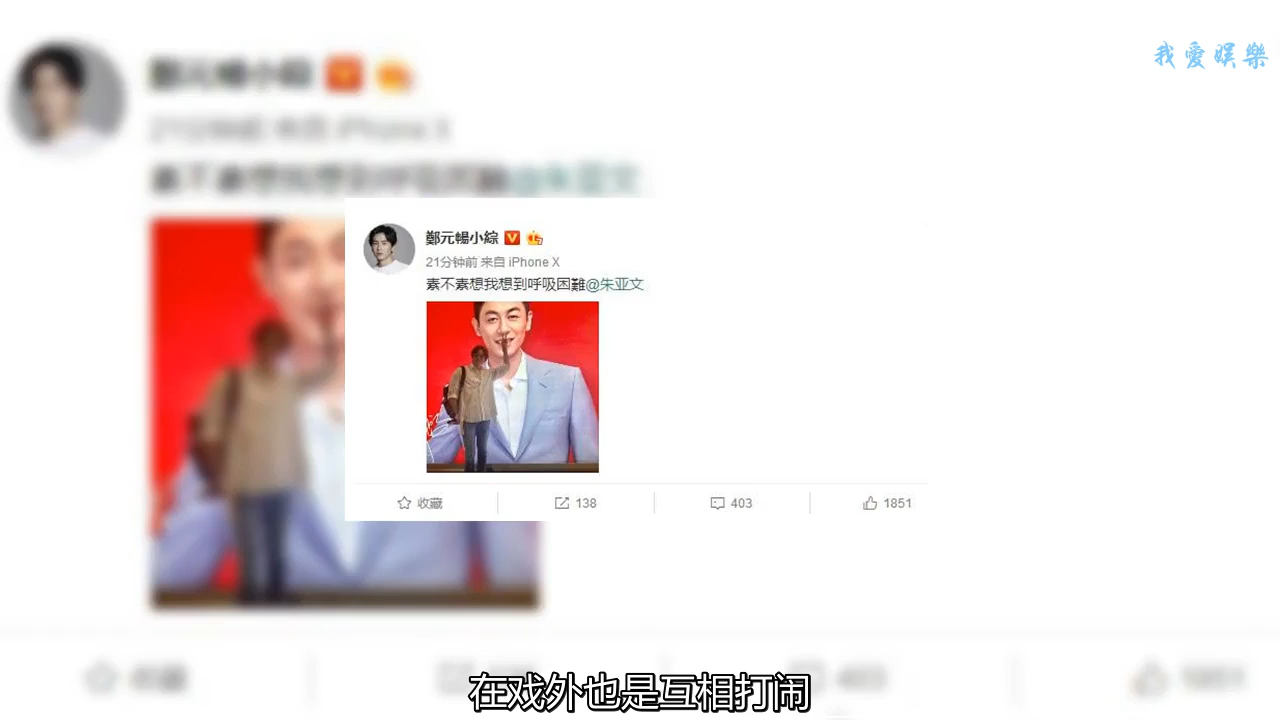 我愛娱樂
鄭元暢小綜
21分钟前 来自 iPhone X
素不素想我想到呼吸困難@朱亚文
收藏
138
403
1851
在戏外也是互相打闹